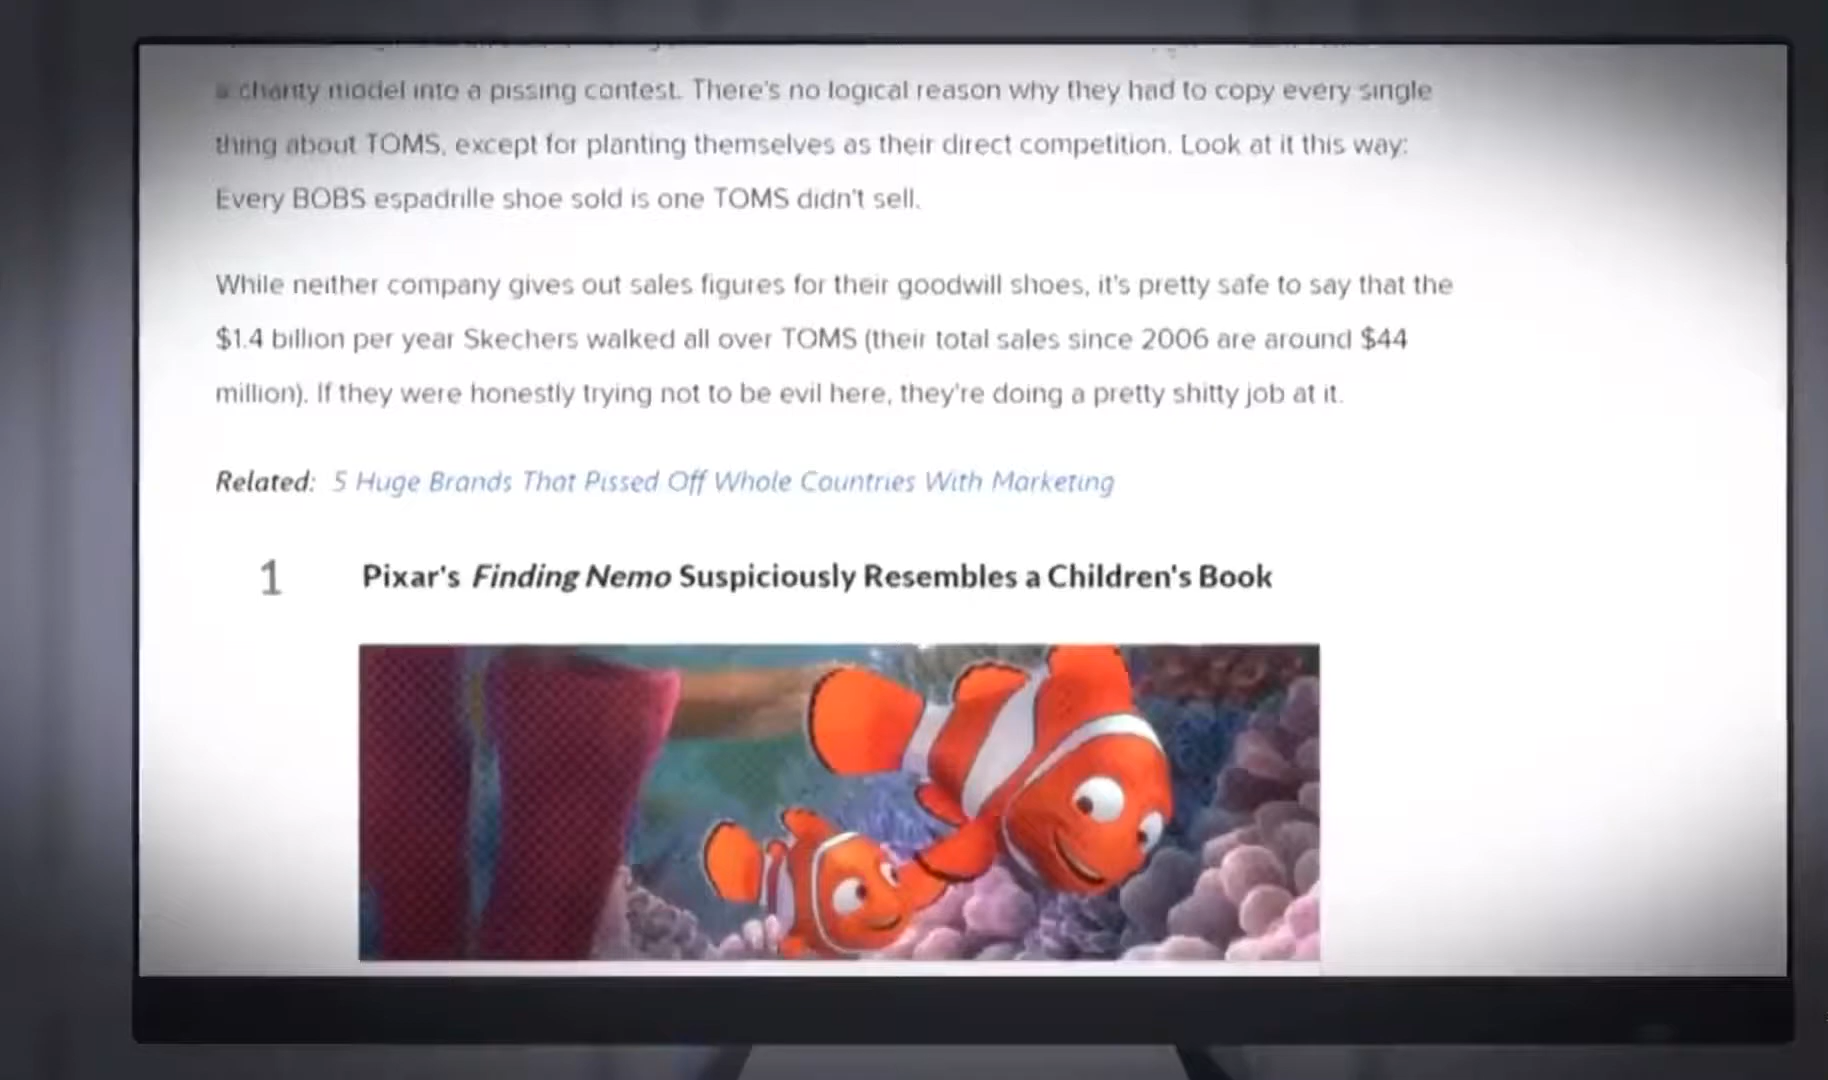 a charity model into a pissing contest. There's no logical reason why they had to copy every single
thing about TOMS, except for planting themselves as their direct competition. Look at it this way:
Every BOBS espadrille shoe sold is one TOMS didn't sell.
While neither company gives out sales figures for their goodwill shoes, it's pretty safe to say that the
$1.4 billion per year Skechers walked all over TOMS (their total sales since 2006 are around $44
million). If they were honestly trying not to be evil here, they're doing a pretty shitty job at it.
Related: 5 Huge Brands That Pissed Off Whole Countries With Marketing
1 Pixar's Finding Nemo Suspiciously Resembles a Children's Book